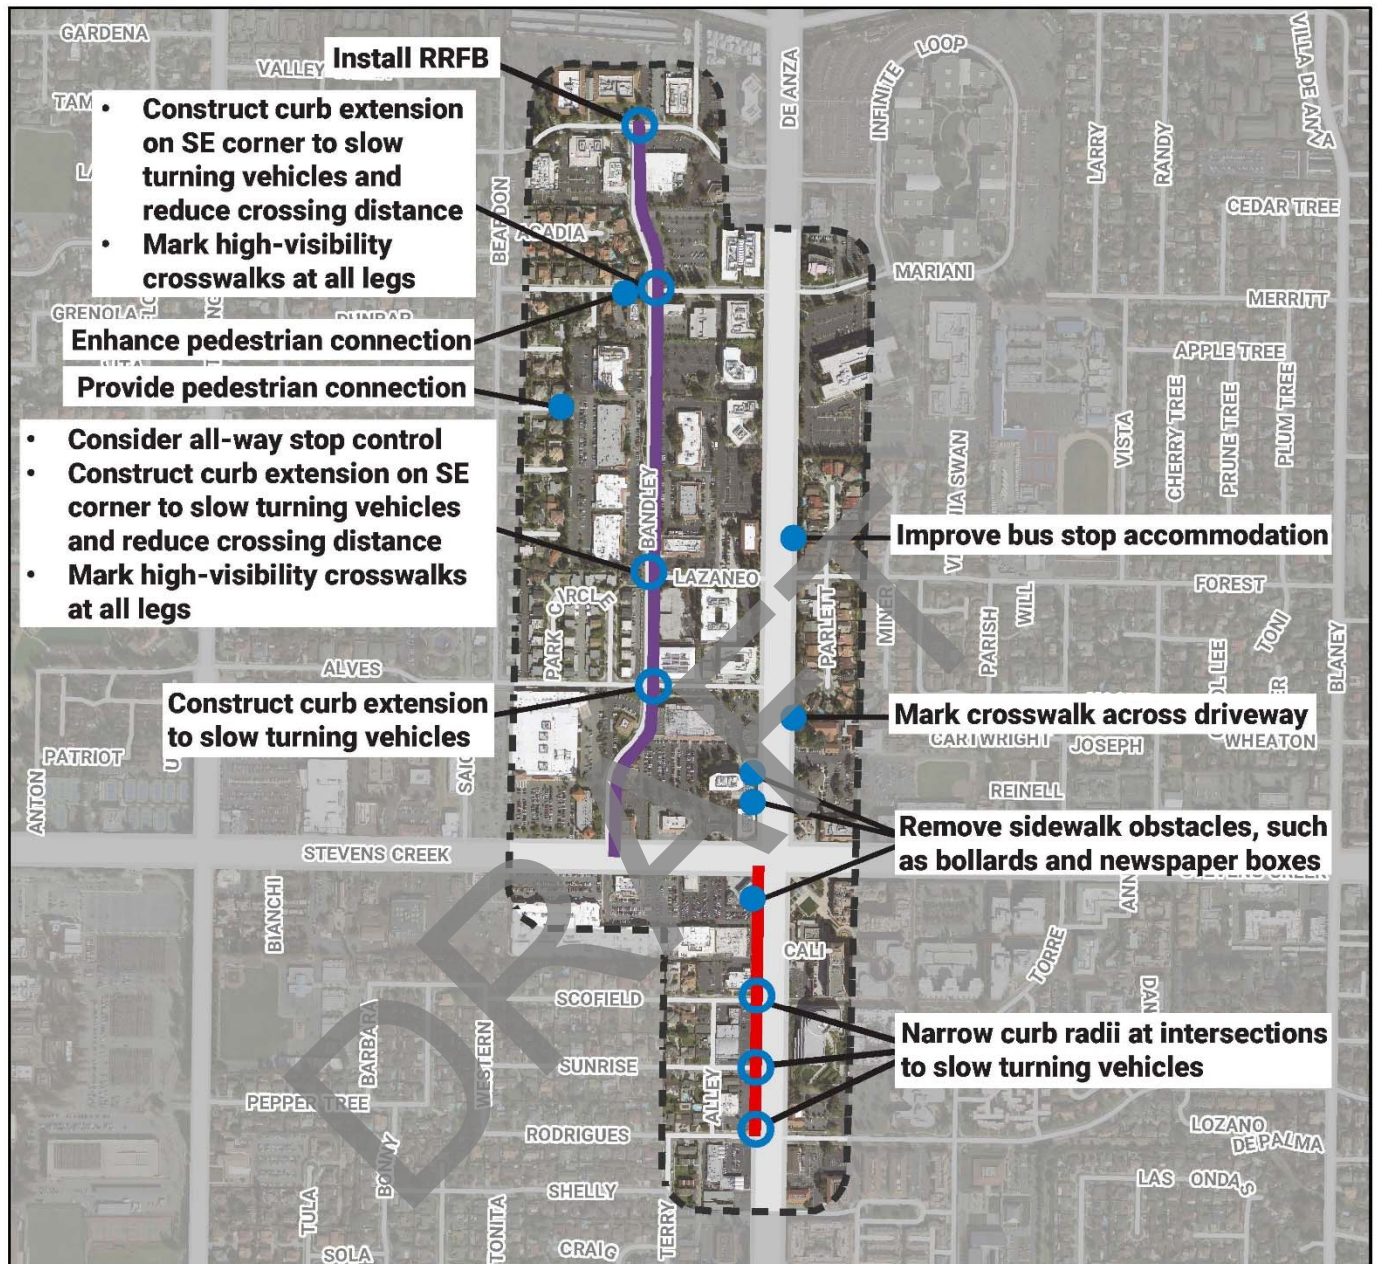 GARDENA
Install RRFB
LOOP
DE ANZA
INFINITE
VILLA DE ANNA
• Construct curb extension
on SE corner to slow
turning vehicles and
reduce crossing distance
• Mark high-visibility
crosswalks at all legs
LARRY
RANDY
BEARDON
CEDAR TREE
ACADIA
MARIANI
MERRITT
GRENOLA
DUNBAR
Enhance pedestrian connection
APPLE TREE
Provide pedestrian connection
CHERRY TREE
PRUNE TREE
PLUM TREE
VISTA
• Consider all-way stop control
• Construct curb extension on SE
corner to slow turning vehicles
and reduce crossing distance
• Mark high-visibility crosswalks
at all legs
BANDLEY
Improve bus stop accommodation
LAZANEO
FOREST
PARK CIRCLE
PARLETT
MINER
PARISH
WILL
TONI
BLANEY
ALVES
Construct curb extension
to slow turning vehicles
Mark crosswalk across driveway
CARTWRIGHT
JOSEPH
WHEATON
PATRIOT
ANTON
REINELL
Remove sidewalk obstacles, such
as bollards and newspaper boxes
STEVENS CREEK
BIANCHI
CALI
TORRE
SCOFIELD
Narrow curb radii at intersections
to slow turning vehicles
BARBARA
WESTERN
SUNRISE
ALLEY
PEPPER TREE
LOZANO
RODRIGUES
DE PALMA
BONNY
SHELLY
LAS ONDAS
TULA
TONITA
TERRY
SOLA
CRAIG
DRAFT